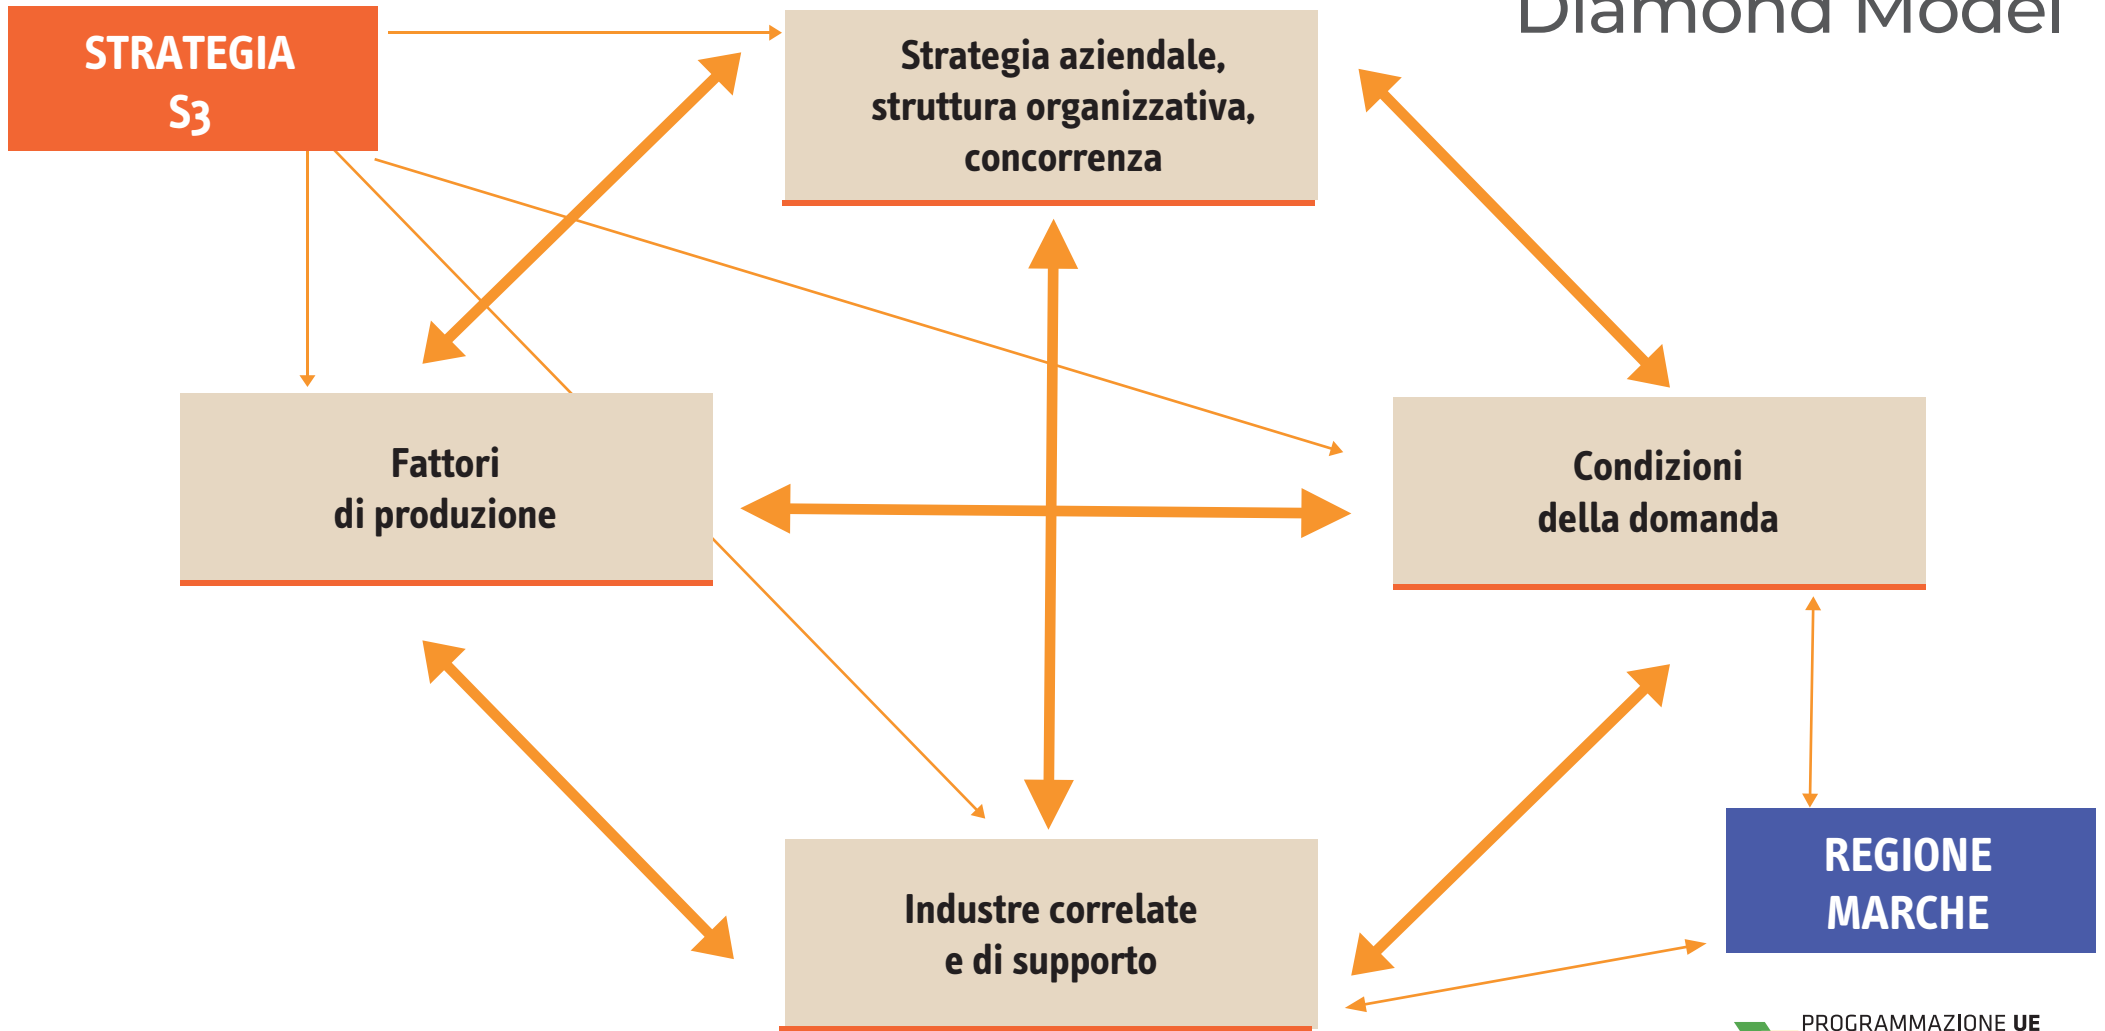 Diamond Model
STRATEGIA
S3
Strategia aziendale,
struttura organizzativa,
concorrenza
Fattori
di produzione
Condizioni
della domanda
Industre correlate
e di supporto
REGIONE
MARCHE
PROGRAMMAZIONE UE